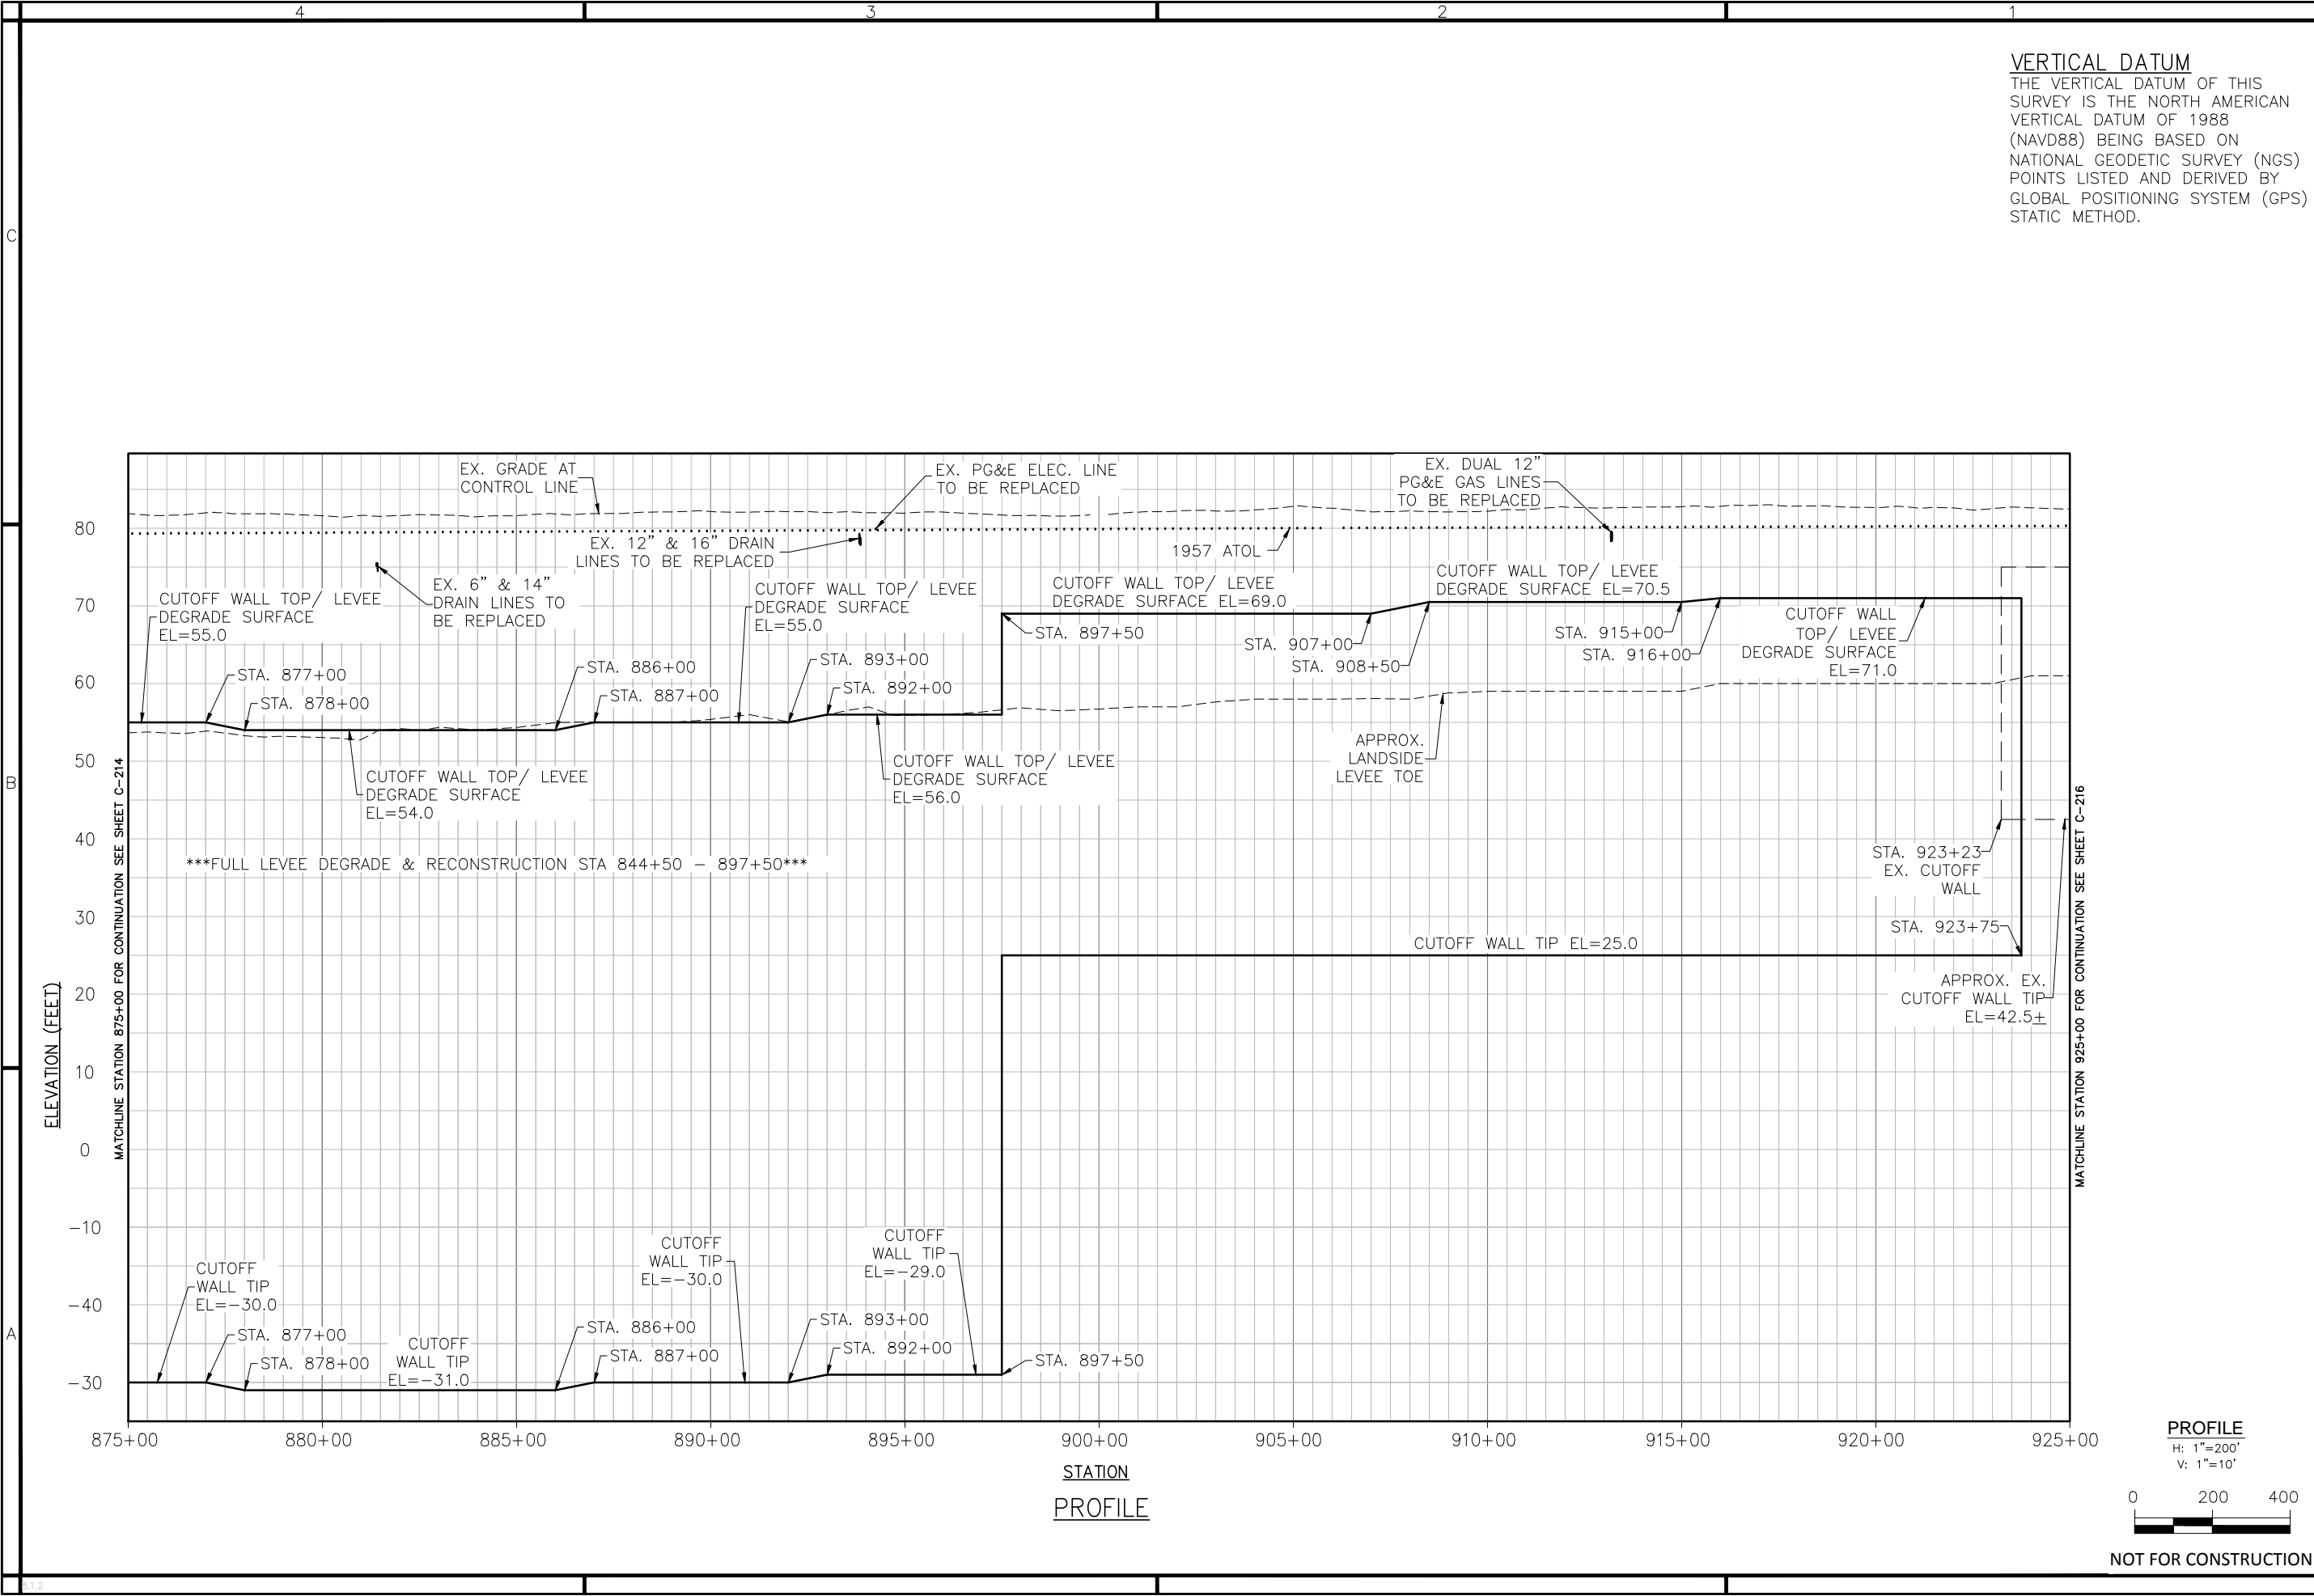 4
3
2
1
C
B
A
VERTICAL DATUM
THE VERTICAL DATUM OF THIS
SURVEY IS THE NORTH AMERICAN
VERTICAL DATUM OF 1988
(NAVD88) BEING BASED ON
NATIONAL GEODETIC SURVEY (NGS)
POINTS LISTED AND DERIVED BY
GLOBAL POSITIONING SYSTEM (GPS)
STATIC METHOD.
EX. GRADE AT
CONTROL LINE
EX. PG&E ELEC. LINE
TO BE REPLACED
EX. DUAL 12"
PG&E GAS LINES
TO BE REPLACED
EX. 12" & 16" DRAIN
LINES TO BE REPLACED
1957 ATOL
EX. 6" & 14"
DRAIN LINES TO
BE REPLACED
CUTOFF WALL TOP/ LEVEE
DEGRADE SURFACE
EL=55.0
CUTOFF WALL TOP/ LEVEE
DEGRADE SURFACE
EL=55.0
CUTOFF WALL TOP/ LEVEE
DEGRADE SURFACE EL=69.0
CUTOFF WALL TOP/ LEVEE
DEGRADE SURFACE EL=70.5
CUTOFF WALL
TOP/ LEVEE
DEGRADE SURFACE
EL=71.0
STA. 877+00
STA. 878+00
STA. 886+00
STA. 887+00
STA. 893+00
STA. 892+00
STA. 897+50
STA. 907+00
STA. 908+50
STA. 915+00
STA. 916+00
CUTOFF WALL TOP/ LEVEE
DEGRADE SURFACE
EL=54.0
CUTOFF WALL TOP/ LEVEE
DEGRADE SURFACE
EL=56.0
APPROX.
LANDSIDE
LEVEE TOE
***FULL LEVEE DEGRADE & RECONSTRUCTION STA 844+50 - 897+50***
STA. 923+23
EX. CUTOFF
WALL
STA. 923+75
CUTOFF WALL TIP EL=25.0
APPROX. EX.
CUTOFF WALL TIP
EL=42.5±
CUTOFF
WALL TIP
EL=-30.0
STA. 877+00
STA. 878+00
CUTOFF
WALL TIP
EL=-31.0
STA. 886+00
STA. 887+00
CUTOFF
WALL TIP
EL=-30.0
STA. 893+00
STA. 892+00
CUTOFF
WALL TIP
EL=-29.0
STA. 897+50
80
70
60
50
40
30
20
10
0
-10
-40
-30
ELEVATION (FEET)
MATCHLINE STATION 875+00 FOR CONTINUATION SEE SHEET C-214
MATCHLINE STATION 925+00 FOR CONTINUATION SEE SHEET C-216
875+00
880+00
885+00
890+00
895+00
900+00
905+00
910+00
915+00
920+00
925+00
STATION
PROFILE
PROFILE
H: 1"=200'
V: 1"=10'
0
200
400
NOT FOR CONSTRUCTION